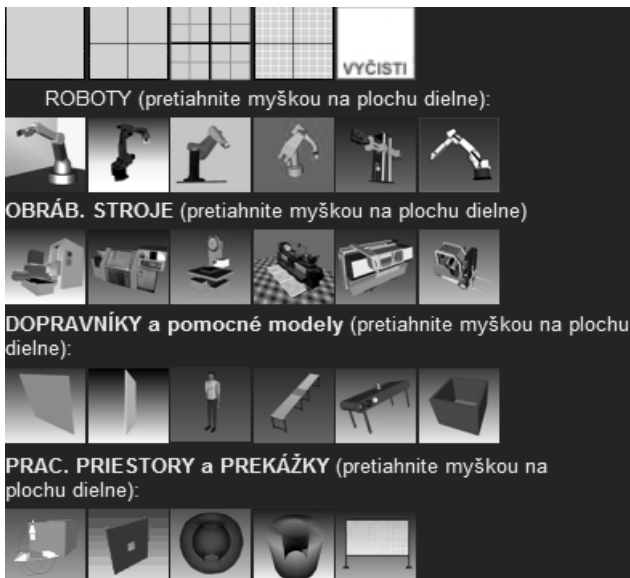 VYČISTI
ROBOTY (pretiahnite myškou na plochu dielne):
OBRÁB. STROJE (pretiahnite myškou na plochu dielne)
DOPRAVNÍKY a pomocné modely (pretiahnite myškou na plochu
dielne):
PRAC. PRIESTORY a PREKÁŽKY (pretiahnite myškou na
plochu dielne):